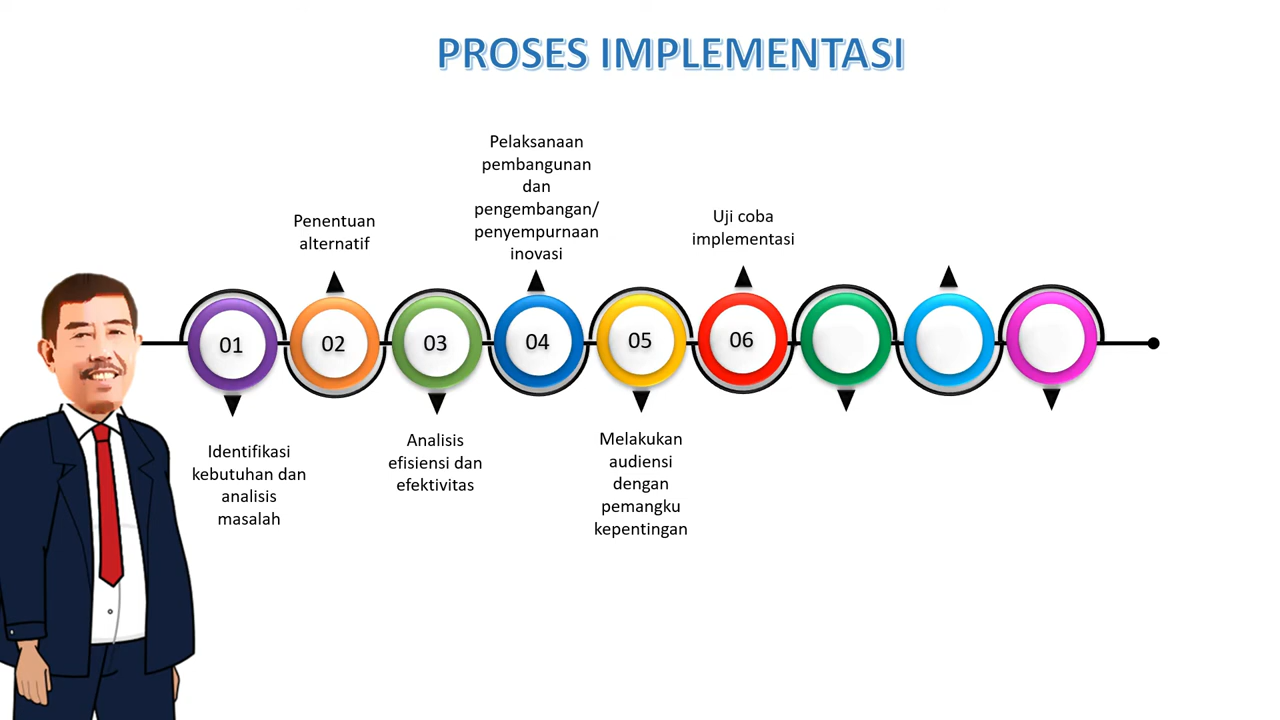 PROSES IMPLEMENTASI
01
Identifikasi
kebutuhan dan
analisis
masalah
02
Penentuan
alternatif
03
Analisis
efisiensi dan
efektivitas
04
Pelaksanaan
pembangunan
dan
pengembangan/
penyempurnaan
inovasi
05
Melakukan
audiensi
dengan
pemangku
kepentingan
06
Uji coba
implementasi